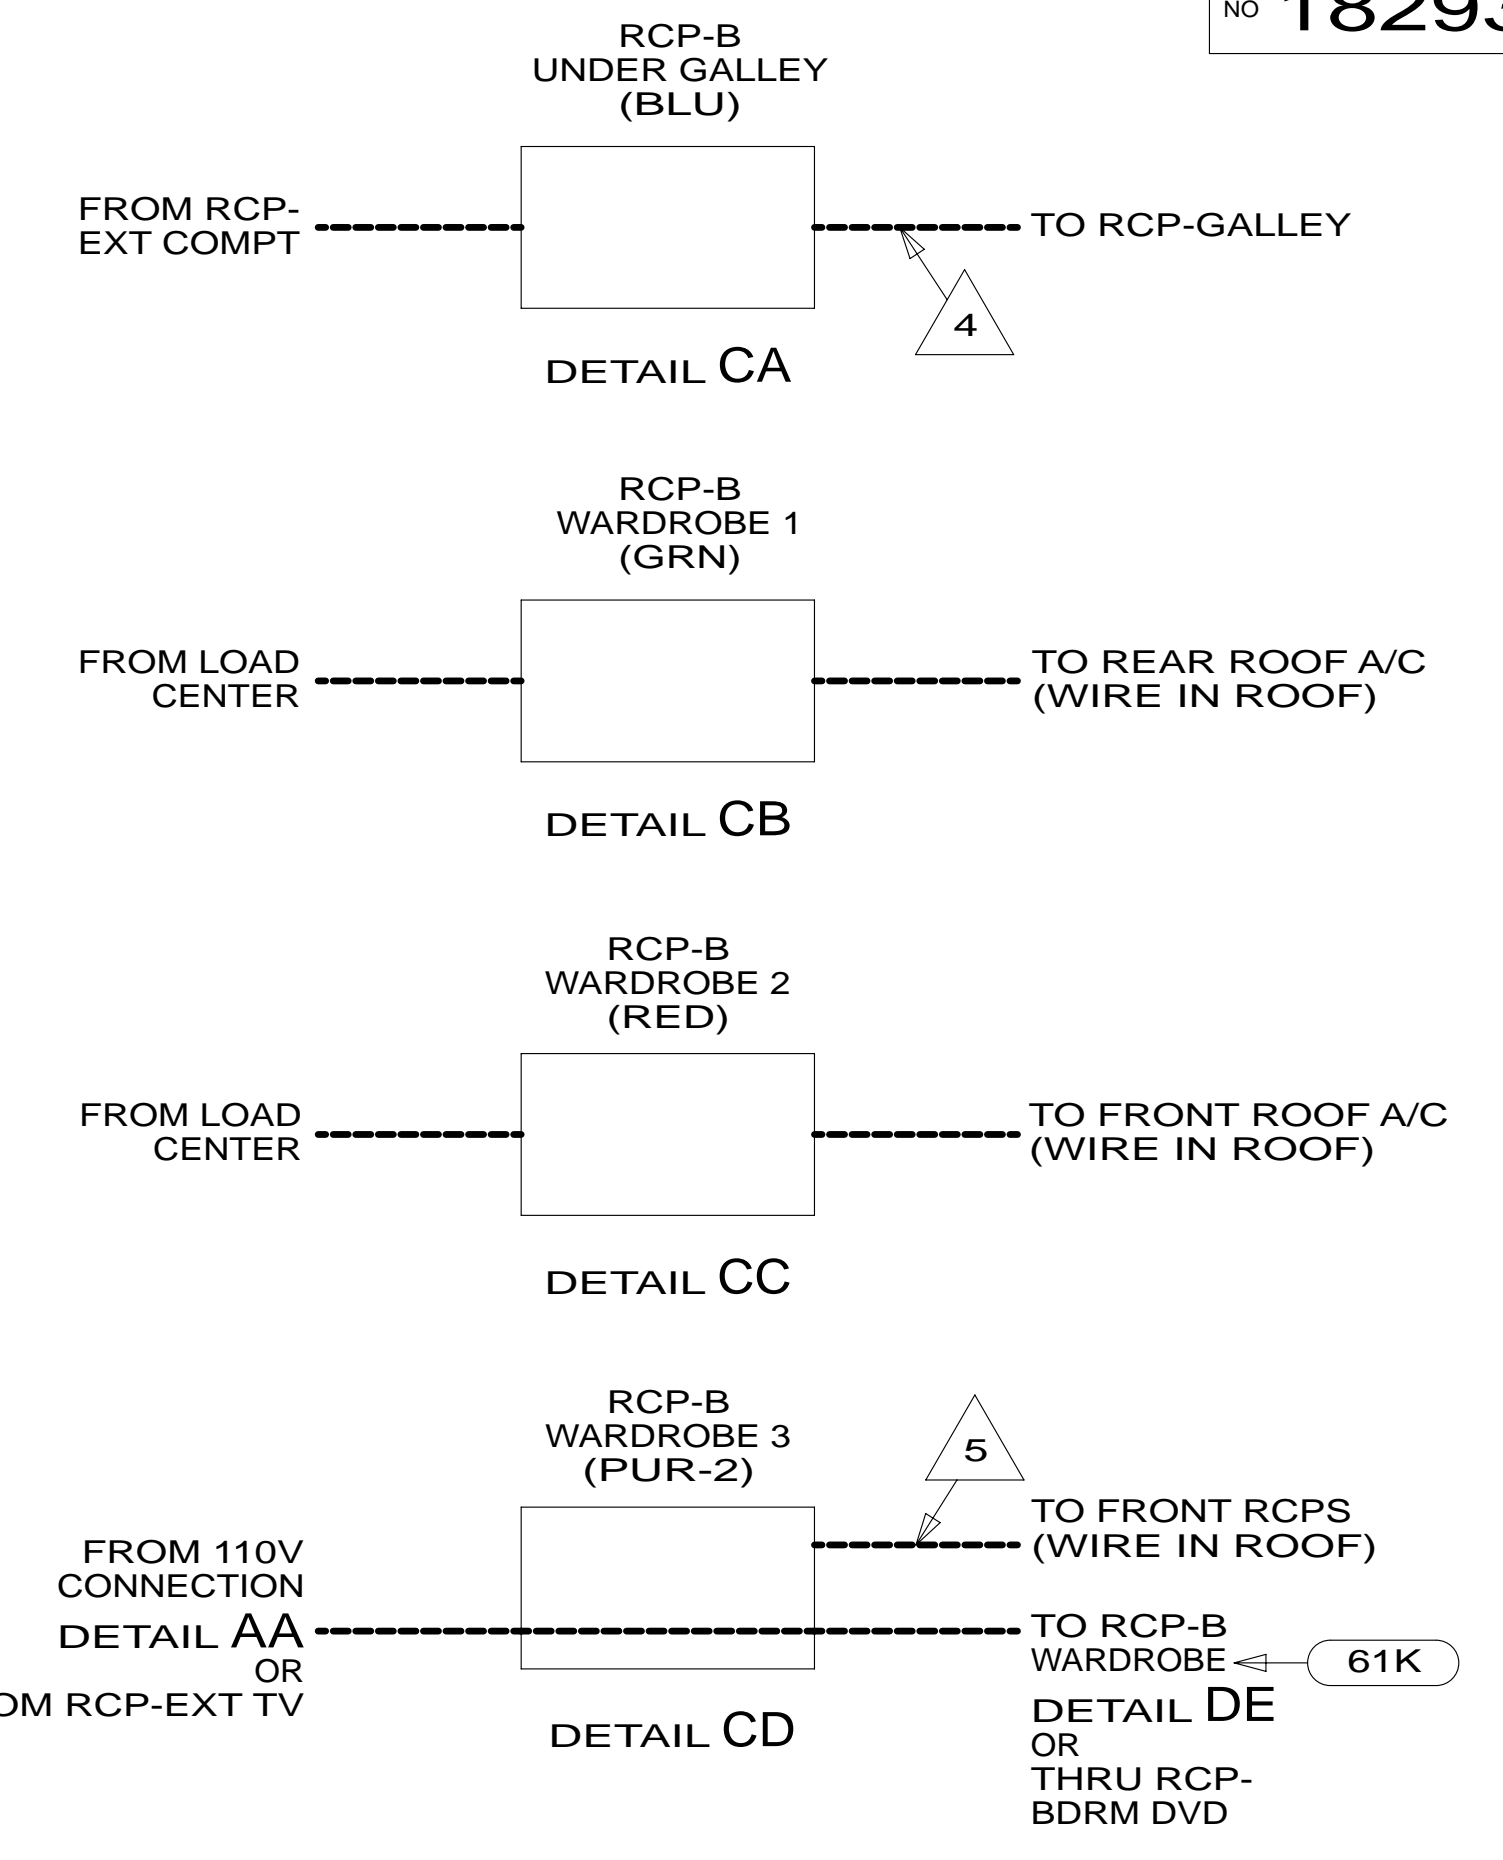 NO
RCP-B
UNDER GALLEY
(BLU)
FROM RCP-
EXT COMPT
TO RCP-GALLEY
4
DETAIL CA
RCP-B
WARDROBE 1
(GRN)
FROM LOAD
CENTER
TO REAR ROOF A/C
(WIRE IN ROOF)
DETAIL CB
RCP-B
WARDROBE 2
(RED)
FROM LOAD
CENTER
TO FRONT ROOF A/C
(WIRE IN ROOF)
DETAIL CC
RCP-B
WARDROBE 3
(PUR-2)
5
TO FRONT RCPS
(WIRE IN ROOF)
FROM 110V
CONNECTION
DETAIL AA
OR
RCP-EXT TV
TO RCP-B
WARDROBE
61K
DETAIL DE
OR
THRU RCP-
BDRM DVD
DETAIL CD